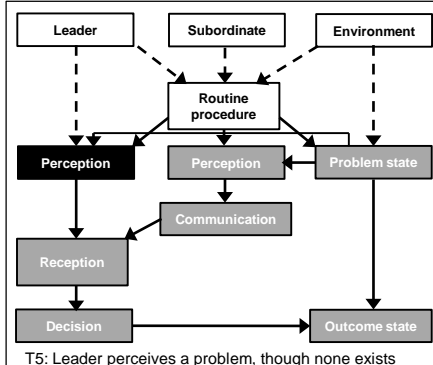 Leader
Subordinate
Environment
Routine
procedure
Perception
Perception
Problem state
Communication
Reception
Decision
Outcome state
T5: Leader perceives a problem, though none exists